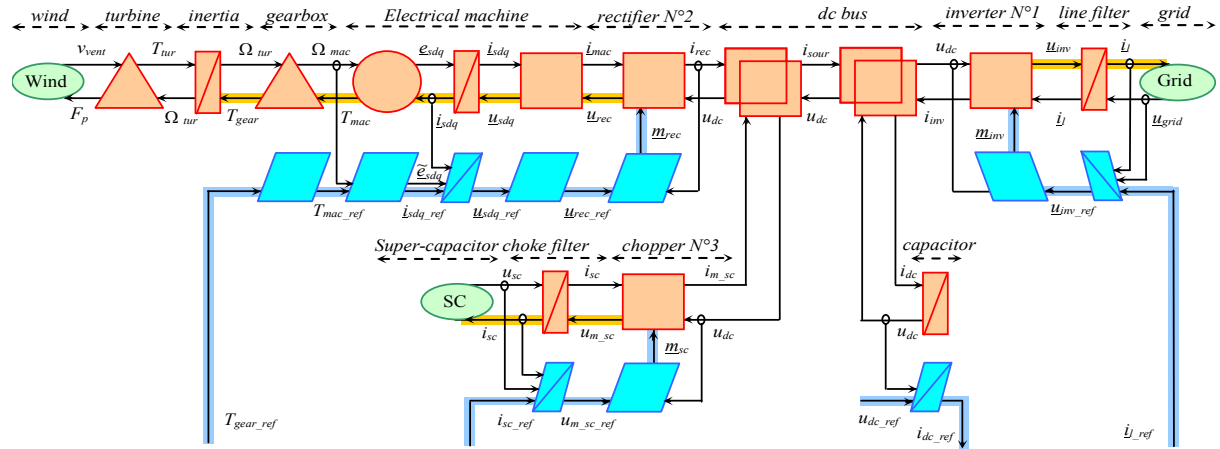 wind turbine inertia gearbox Electrical machine rectifier N°2 dc bus inverter N°1 line filter grid
v_vent T_tur Ω_tur Ω_mac e_sdq i_sdq i_mac i_rec i_sour u_dc u_inv i_l
Wind Grid
F_p Ω_tur T_gear T_mac i_sdq u_sdq u_rec u_dc u_dc i_inv i_l u_grid
m_rec m_inv
ẽ_sdq
T_mac_ref i_sdq_ref u_sdq_ref u_rec_ref u_inv_ref
Super-capacitor choke filter chopper N°3 capacitor
u_sc i_sc i_m_sc i_dc
SC
i_sc u_m_sc u_dc u_dc
m_sc
T_gear_ref i_sc_ref u_m_sc_ref u_dc_ref i_dc_ref i_l_ref